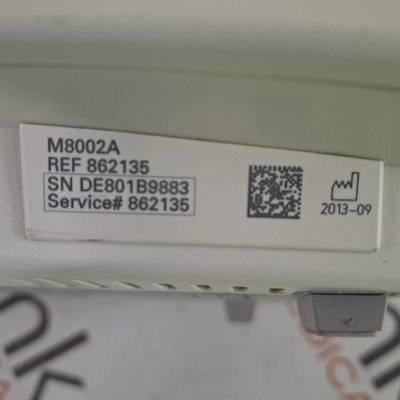 M8002A
REF 862135
SN DE801B9883
Service# 862135
2013-09